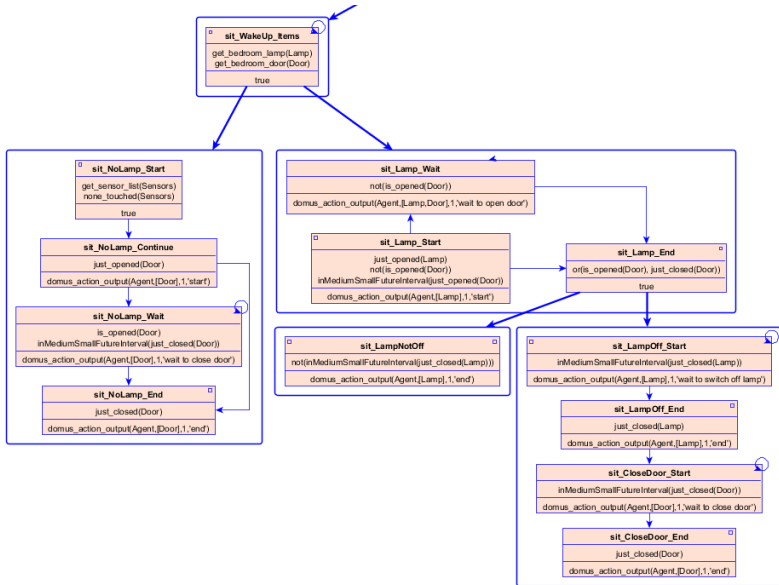 sit_WakeUp_Items
get_bedroom_lamp(Lamp)
get_bedroom_door(Door)
true
sit_NoLamp_Start
get_sensor_list(Sensors)
none_touched(Sensors)
true
sit_NoLamp_Continue
just_opened(Door)
domus_action_output(Agent,[Door],1,'start')
sit_NoLamp_Wait
is_opened(Door)
inMediumSmallFutureInterval(just_closed(Door))
domus_action_output(Agent,[Door],1,'wait to close door')
sit_NoLamp_End
just_closed(Door)
domus_action_output(Agent,[Door],1,'end')
sit_Lamp_Wait
not(is_opened(Door))
domus_action_output(Agent,[Lamp,Door],1,'wait to open door')
sit_Lamp_Start
just_opened(Lamp)
not(is_opened(Door))
inMediumSmallFutureInterval(just_opened(Door))
domus_action_output(Agent,[Lamp],1,'start')
sit_Lamp_End
or(is_opened(Door), just_closed(Door))
true
sit_LampNotOff
not(inMediumSmallFutureInterval(just_closed(Lamp)))
domus_action_output(Agent,[Lamp],1,'end')
sit_LampOff_Start
inMediumSmallFutureInterval(just_closed(Lamp))
domus_action_output(Agent,[Lamp],1,'wait to switch off lamp')
sit_LampOff_End
just_closed(Lamp)
domus_action_output(Agent,[Lamp],1,'end')
sit_CloseDoor_Start
inMediumSmallFutureInterval(just_closed(Door))
domus_action_output(Agent,[Door],1,'wait to close door')
sit_CloseDoor_End
just_closed(Door)
domus_action_output(Agent,[Door],1,'end')